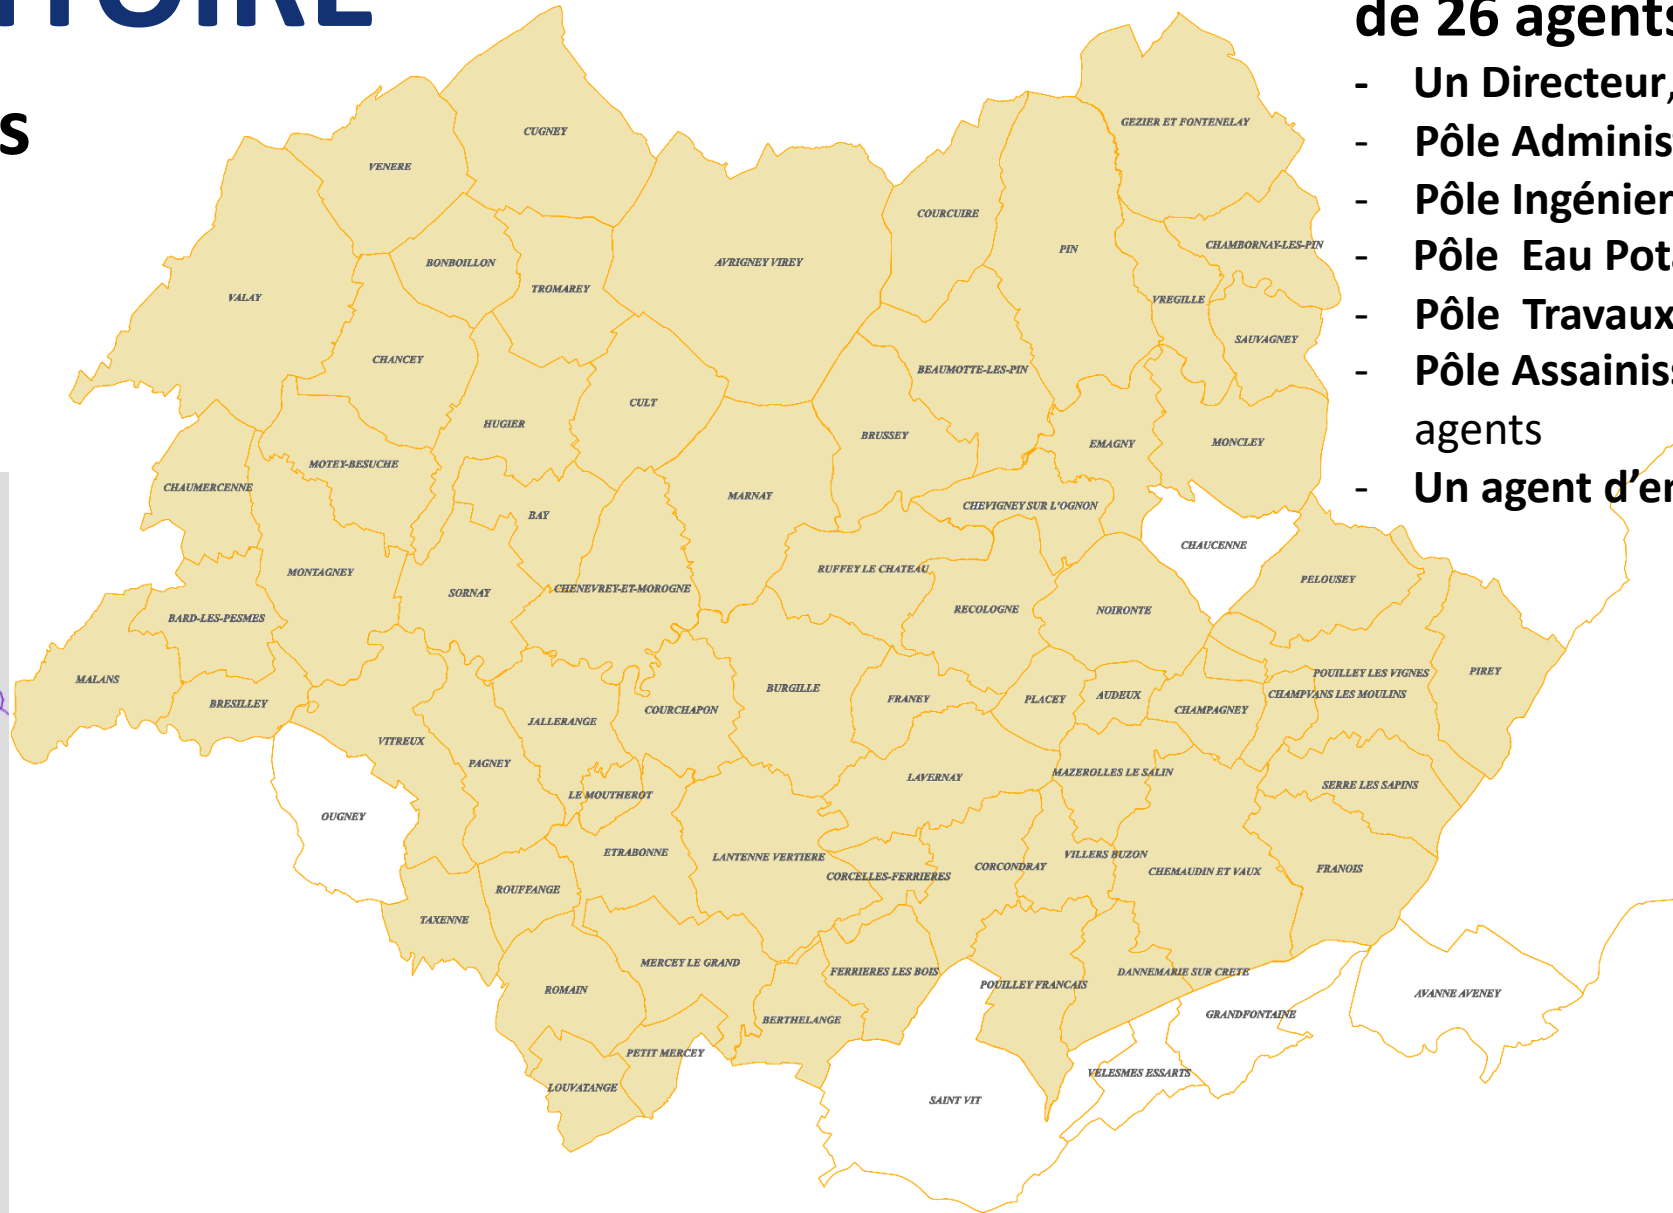 ITOIRE
s
de 26 agents
- Un Directeur,
- Pôle Adminis
- Pôle Ingénier
- Pôle Eau Pota
- Pôle Travaux
- Pôle Assainiss
agents
- Un agent d'en
CUGNEY
GEZIER ET FONTENELAY
VENERE
COURCUIRE
CHAMBORNAY-LES-PIN
PIN
BONBOILLON
AVRIGNEY VIREY
TROMAREY
VALAY
VREGILLE
SAUVAGNEY
CHANCEY
BEAUMOTTE-LES-PIN
CULT
HUGIER
BRUSSEY
EMAGNY
MONCLEY
MOTEY-BESUCHE
CHAUMERCENNE
MARNAY
CHEVIGNEY SUR L'OGNON
BAY
CHAUCENNE
MONTAGNEY
RUFFEY LE CHATEAU
PELOUSEY
SORNAY
CHENEVREY-ET-MOROGNE
RECOLOGNE
NOIRONTE
BARD-LES-PESMES
MALANS
POUILLEY LES VIGNES
PIREY
BURGILLE
CHAMPVANS LES MOULINS
BRESILLEY
FRANEY
PLACEY
AUDEUX
COURCHAPON
CHAMPAGNEY
JALLERANGE
VITREUX
PAGNEY
MAZEROLLES LE SALIN
LAVERNAY
SERRE LES SAPINS
LE MOUTHEROT
OUGNEY
ETRABONNE
LANTENNE VERTIERE
VILLERS BUZON
CORCONDRAY
CHEMAUDIN ET VAUX
FRANOIS
CORCELLES-FERRIERES
ROUFFANGE
TAXENNE
MERCEY LE GRAND
FERRIERES LES BOIS
DANNEMARIE SUR CRETE
POUILLEY FRANCAIS
ROMAIN
AVANNE AVENEY
GRANDFONTAINE
BERTHELANGE
PETIT MERCEY
VELESMES ESSARTS
LOUVATANGE
SAINT VIT